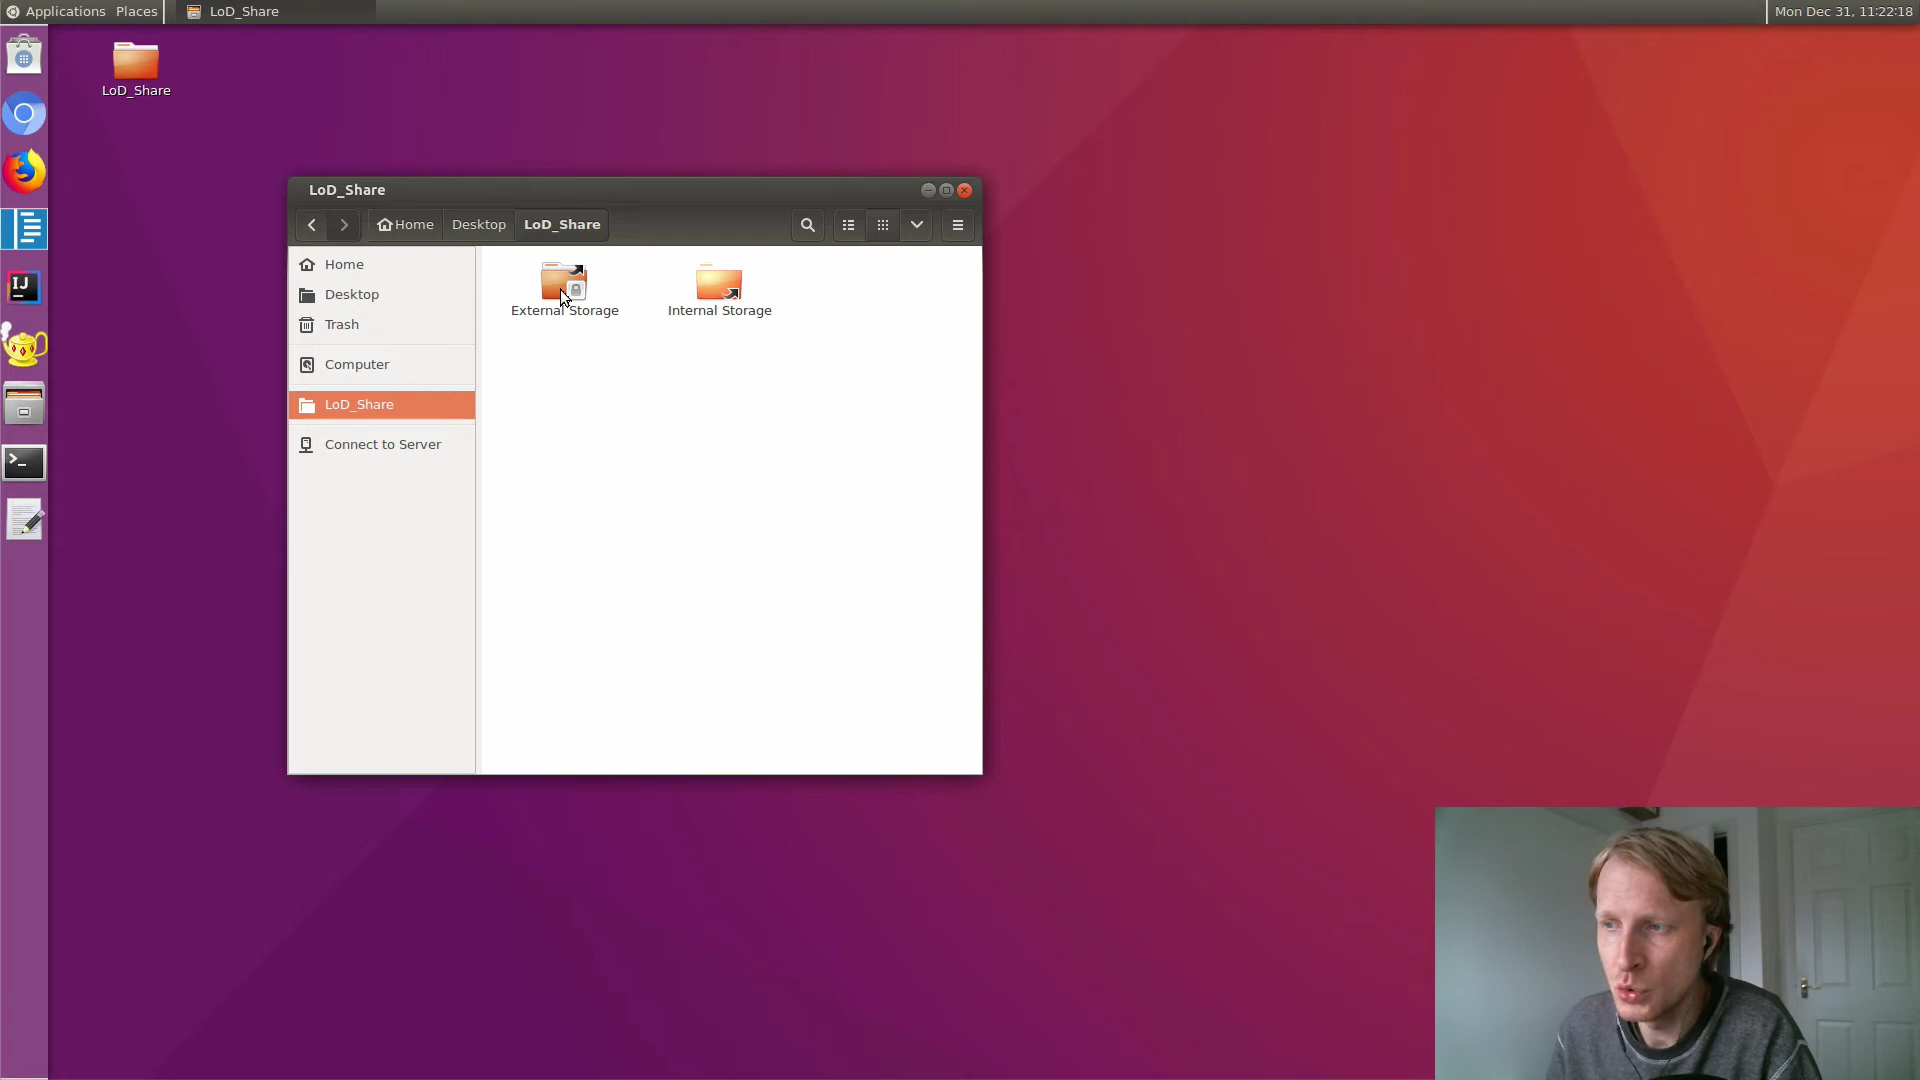 Applications Places LoD_Share Mon Dec 31, 11:22:18
LoD_Share
LoD_Share
Home Desktop LoD_Share
Home
Desktop
Trash
Computer
LoD_Share
Connect to Server
External Storage Internal Storage
IJ
>_